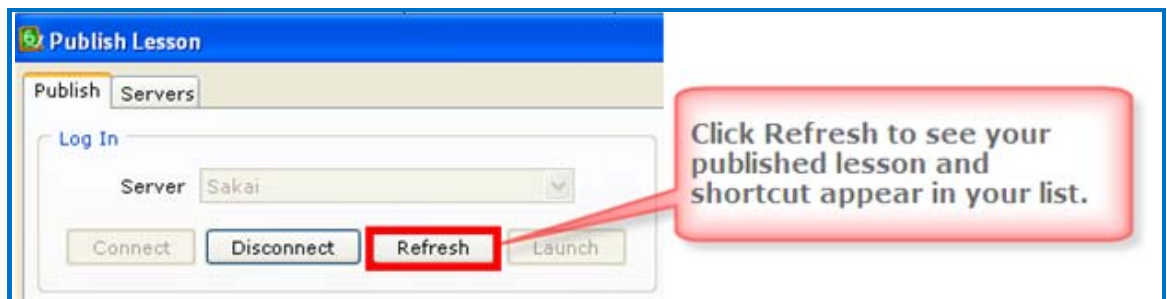 Publish Lesson
Publish Servers
Log In
Server Sakai
Connect Disconnect Refresh Launch
Click Refresh to see your
published lesson and
shortcut appear in your list.